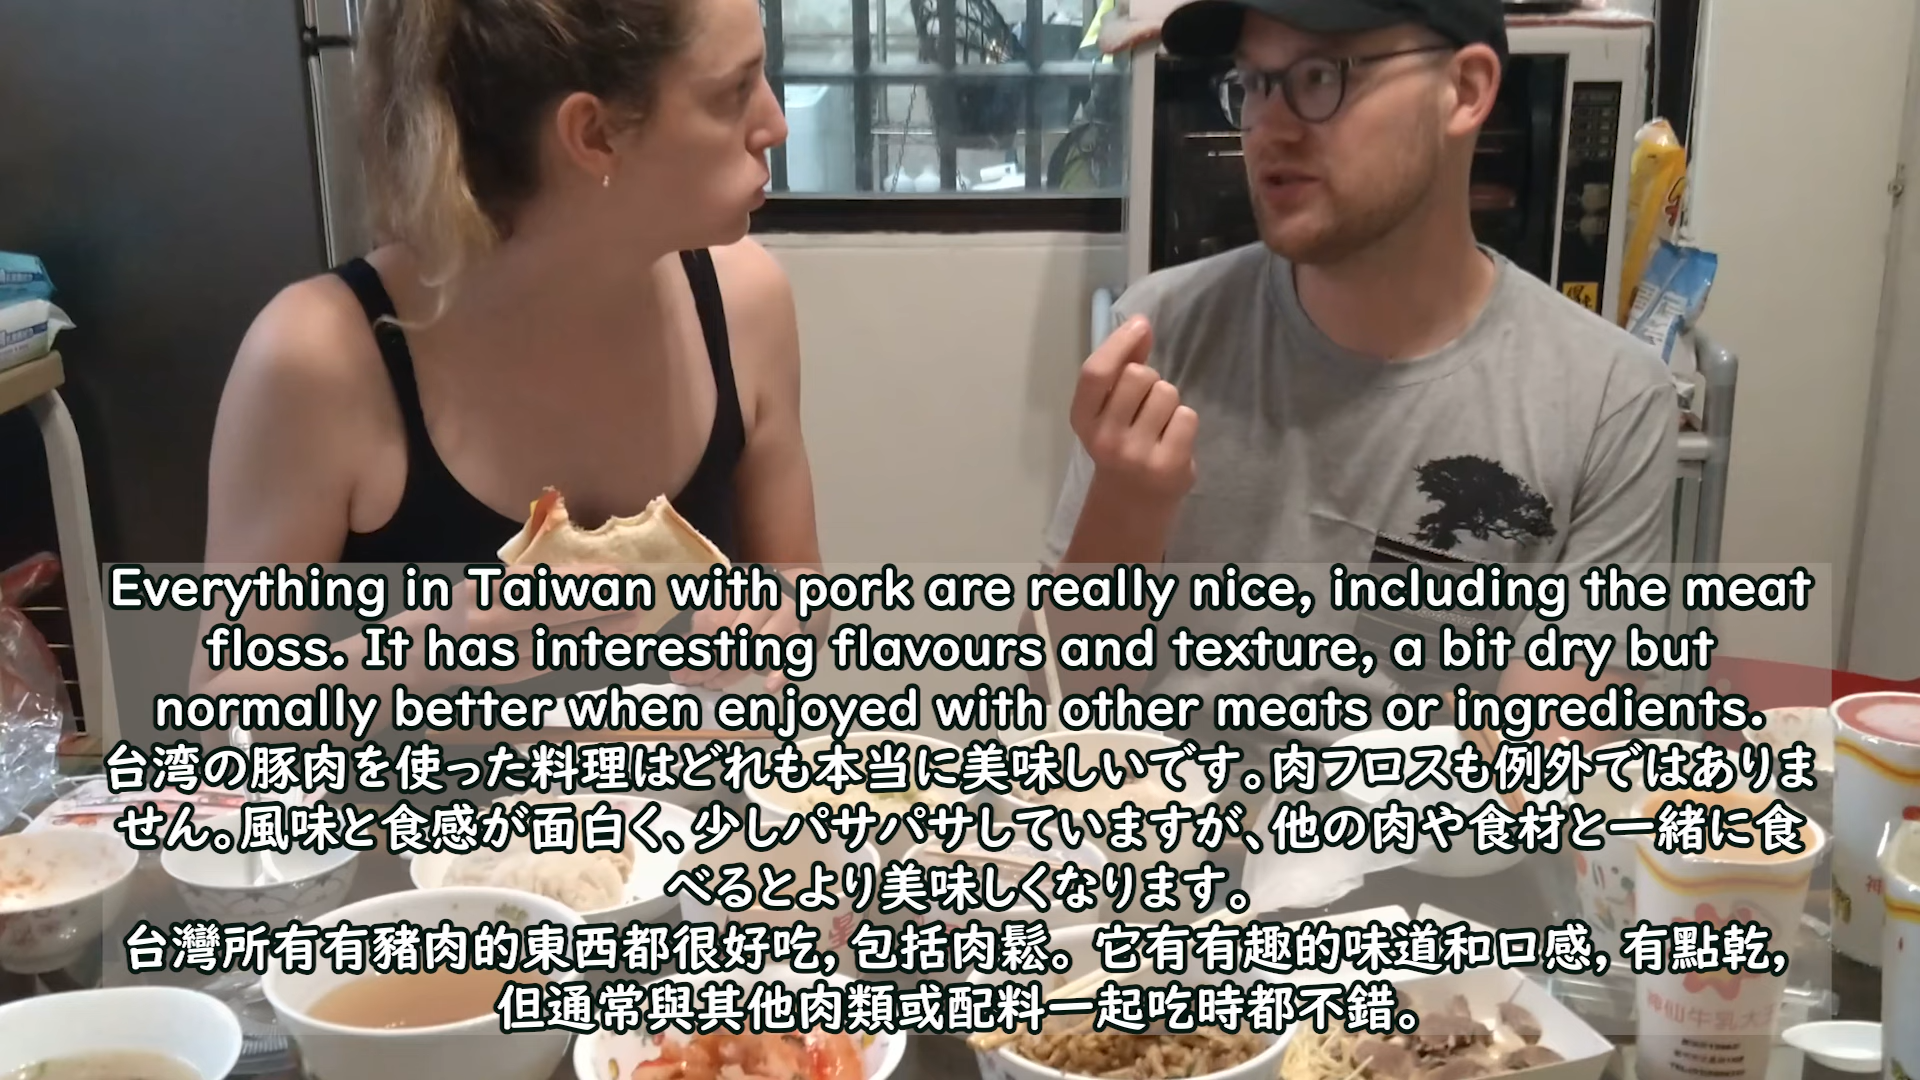 Everything in Taiwan with pork are really nice, including the meat
floss. It has interesting flavours and texture, a bit dry but
normally better when enjoyed with other meats or ingredients.
台湾の豚肉を使った料理はどれも本当に美味しいです。肉フロスも例外ではありま
せん。風味と食感が面白く、少しパサパサしていますが、他の肉や食材と一緒に食
べるとより美味しくなります。
台灣所有有豬肉的東西都很好吃，包括肉鬆。它有有趣的味道和口感，有點乾，
但通常與其他肉類或配料一起吃時都不錯。
神仙牛乳大王